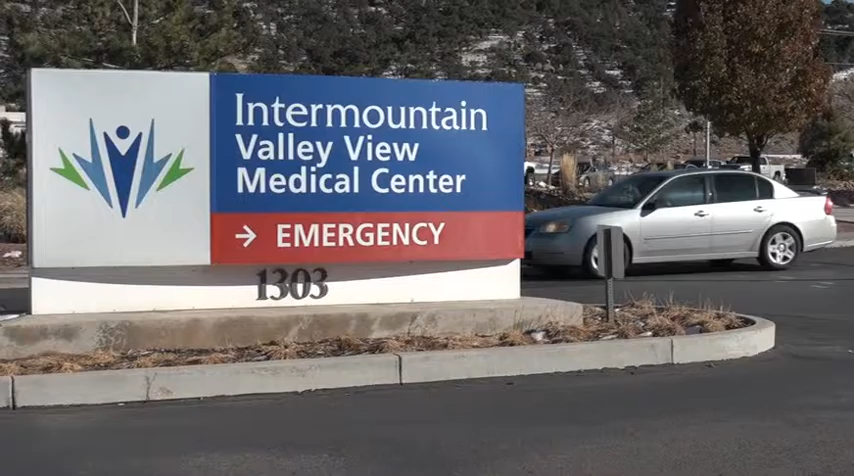 Intermountain
Valley View
Medical Center
→ EMERGENCY
1303